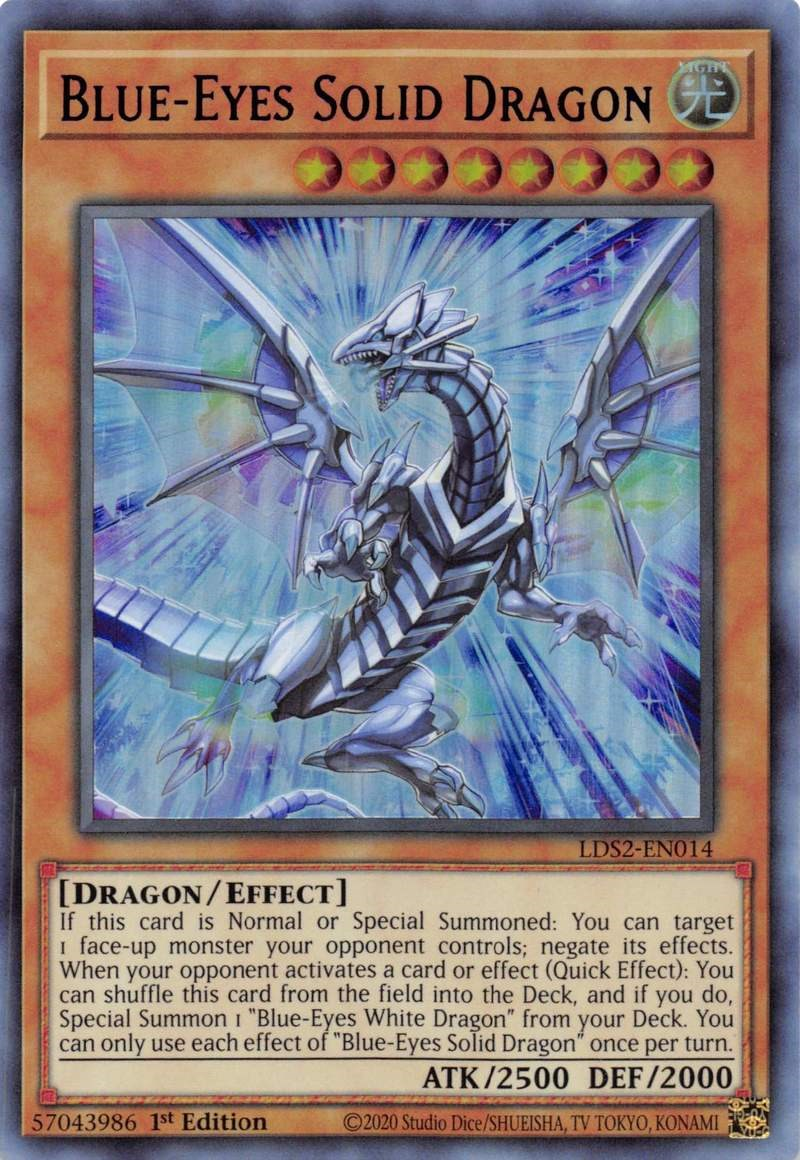 BLUE-EYES SOLID DRAGON
LIGHT
光
LDS2-EN014
[DRAGON/EFFECT]
If this card is Normal or Special Summoned: You can target
1 face-up monster your opponent controls; negate its effects.
When your opponent activates a card or effect (Quick Effect): You
can shuffle this card from the field into the Deck, and if you do,
Special Summon 1 "Blue-Eyes White Dragon" from your Deck. You
can only use each effect of "Blue-Eyes Solid Dragon" once per turn.
ATK/2500 DEF/2000
57043986 1st Edition ©2020 Studio Dice/SHUEISHA, TV TOKYO, KONAMI